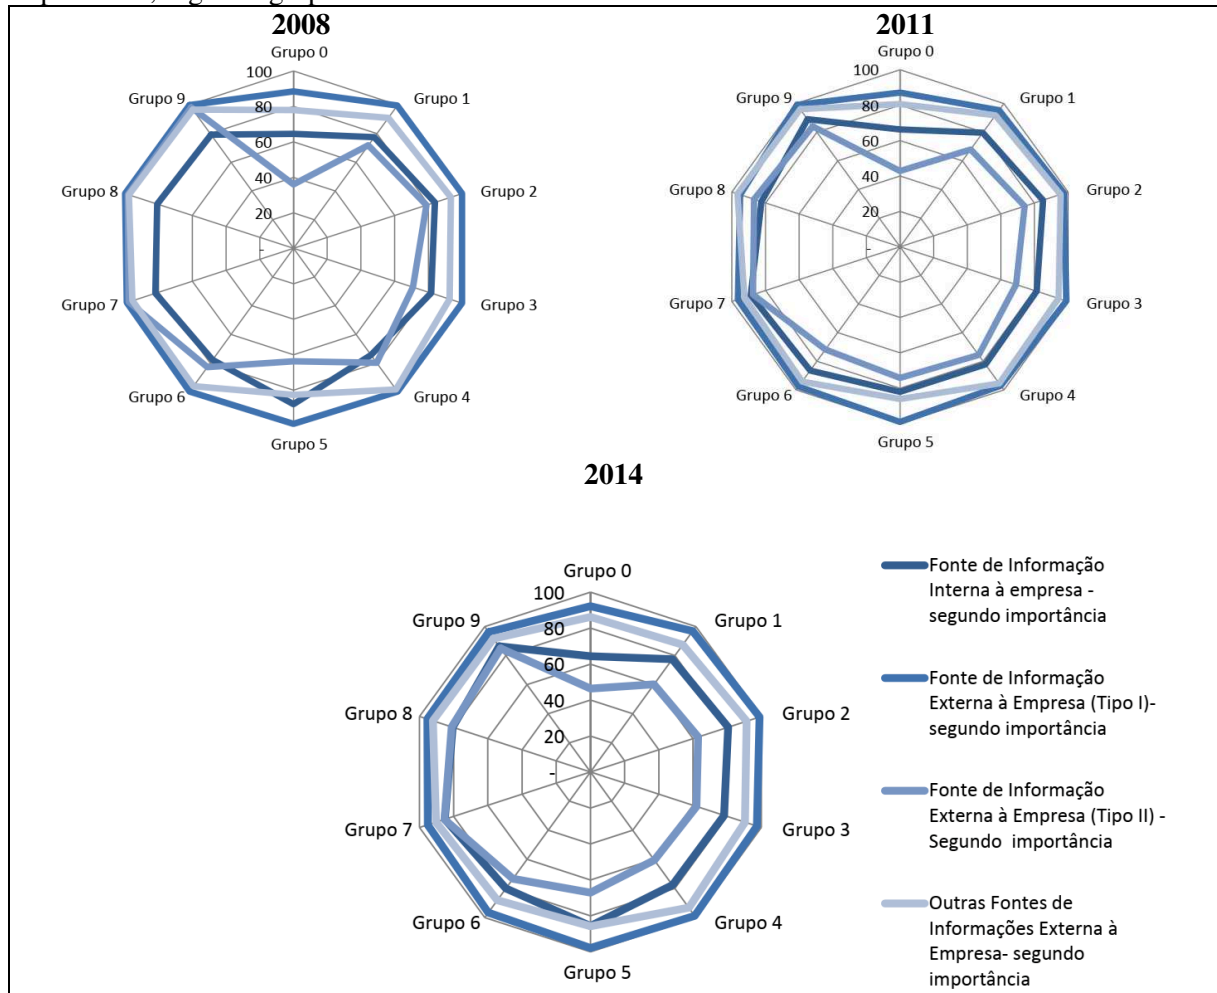 2008
Grupo 0
100
80
60
40
20
-
Grupo 1
Grupo 2
Grupo 3
Grupo 4
Grupo 5
Grupo 6
Grupo 7
Grupo 8
Grupo 9
2011
Grupo 0
100
80
60
40
20
-
Grupo 1
Grupo 2
Grupo 3
Grupo 4
Grupo 5
Grupo 6
Grupo 7
Grupo 8
Grupo 9
2014
Grupo 0
100
80
60
40
20
-
Grupo 1
Grupo 2
Grupo 3
Grupo 4
Grupo 5
Grupo 6
Grupo 7
Grupo 8
Grupo 9
Fonte de Informação
Interna à empresa -
segundo importância
Fonte de Informação
Externa à Empresa (Tipo I)-
segundo importância
Fonte de Informação
Externa à Empresa (Tipo II) -
Segundo importância
Outras Fontes de
Informações Externa à
Empresa- segundo
importância